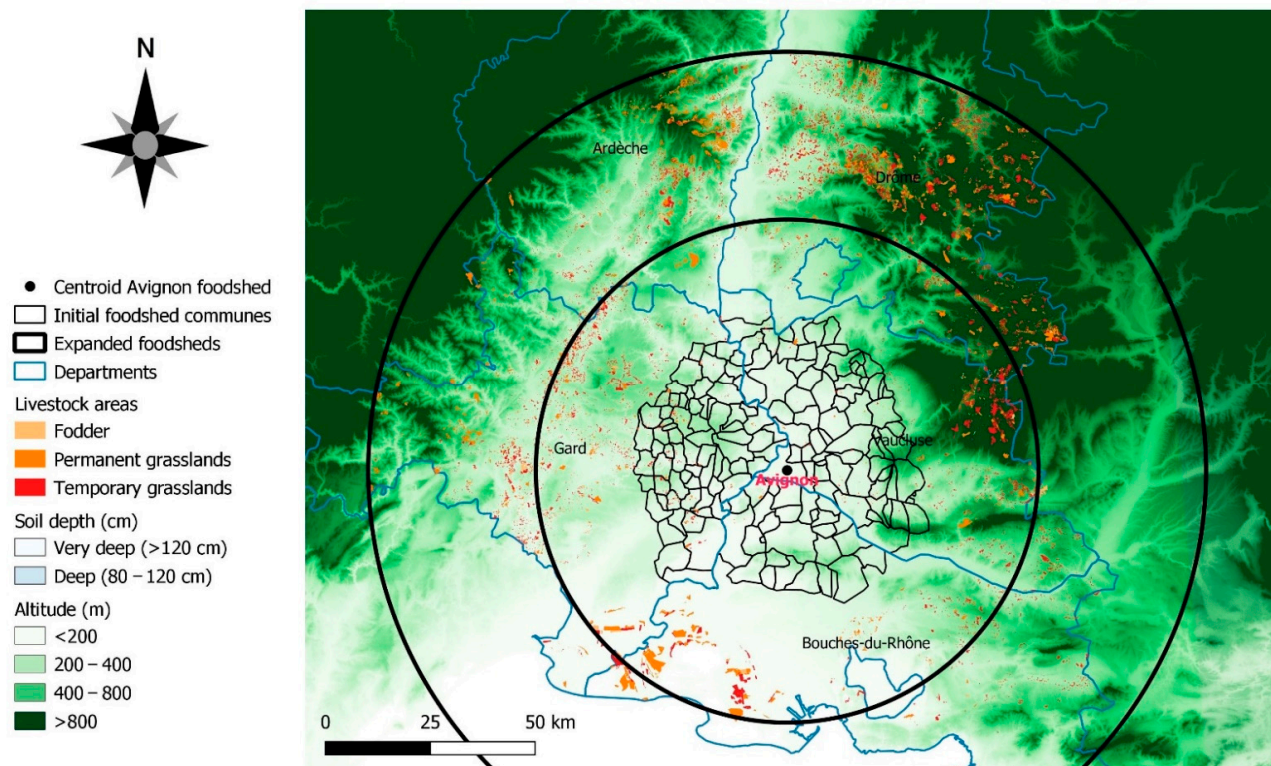 N
Centroid Avignon foodshed
Initial foodshed communes
Expanded foodsheds
Departments
Livestock areas
Fodder
Permanent grasslands
Temporary grasslands
Soil depth (cm)
Very deep (>120 cm)
Deep (80 – 120 cm)
Altitude (m)
<200
200 – 400
400 – 800
>800
Ardèche
Drôme
Gard
Vaucluse
Avignon
Bouches-du-Rhône
0 25 50 km